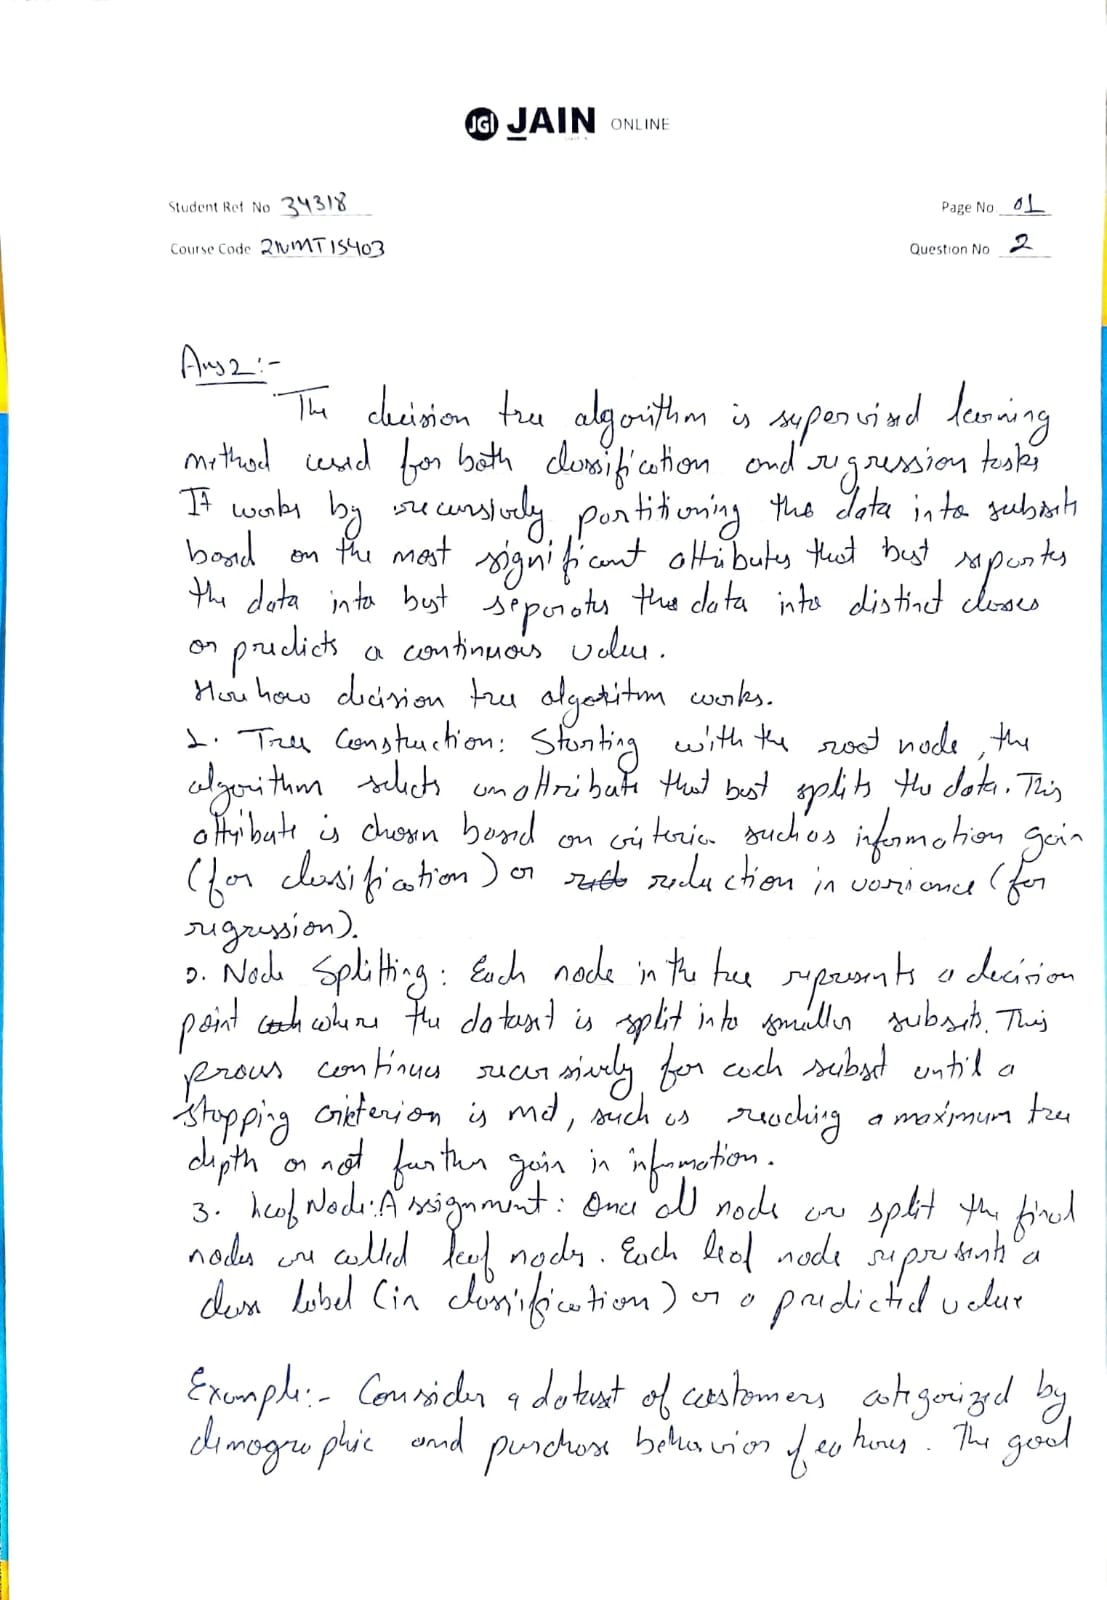 JGI JAIN ONLINE
Student Ref No 34318
Page No 01
Course Code 21VMT1S403
Question No 2
Ans 2:-
The decision tree algorithm is supervised learning
method used for both classification and regression tasks
It works by recursively partitioning the data into subsets
based on the most significant attributes that best seperates
the data into best seperates the data into distinct classes
or predicts a continuous value.
Here how decision tree algorithm works.
1. Tree Construction: Starting with the root node, the
algorithm selects an attribute that best splits the data. This
attribute is chosen based on criteria such as information gain
(for classification) or reduction in variance (for
regression).
2. Node Splitting: Each node in the tree represents a decision
point where the dataset is split into smaller subsets. This
process continues recursively for each subset until a
stopping criterion is met, such as reaching a maximum tree
depth or not further gain in information.
3. Leaf Node: Assignment: Once all node are split the final
nodes are called leaf nodes. Each leaf node represents a
class label (in classification) or a predicted value
Example:- Consider a dataset of customers categorized by
demographic and purchase behavior features. The goal